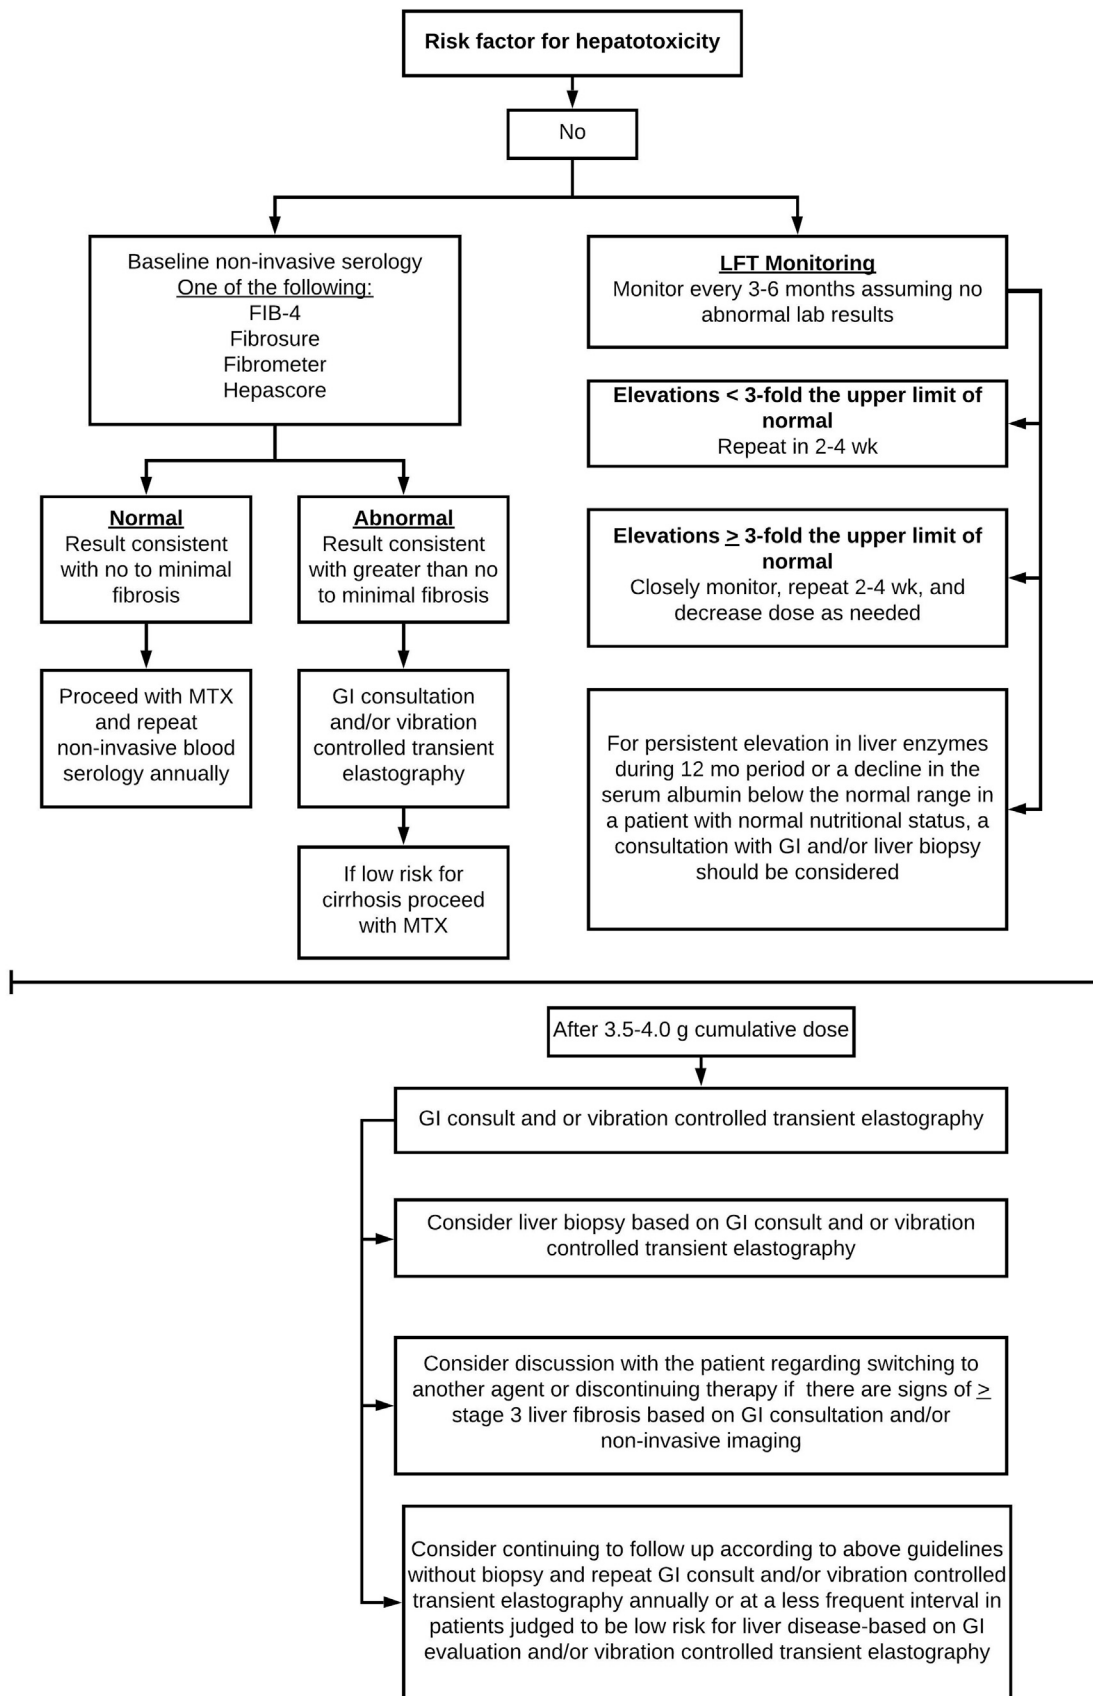 Risk factor for hepatotoxicity
No
Baseline non-invasive serology
One of the following:
FIB-4
Fibrosure
Fibrometer
Hepascore
LFT Monitoring
Monitor every 3-6 months assuming no
abnormal lab results
Elevations < 3-fold the upper limit of
normal
Repeat in 2-4 wk
Normal
Result consistent
with no to minimal
fibrosis
Abnormal
Result consistent
with greater than no
to minimal fibrosis
Elevations ≥ 3-fold the upper limit of
normal
Closely monitor, repeat 2-4 wk, and
decrease dose as needed
Proceed with MTX
and repeat
non-invasive blood
serology annually
GI consultation
and/or vibration
controlled transient
elastography
If low risk for
cirrhosis proceed
with MTX
For persistent elevation in liver enzymes
during 12 mo period or a decline in the
serum albumin below the normal range in
a patient with normal nutritional status, a
consultation with GI and/or liver biopsy
should be considered
After 3.5-4.0 g cumulative dose
GI consult and or vibration controlled transient elastography
Consider liver biopsy based on GI consult and or vibration
controlled transient elastography
Consider discussion with the patient regarding switching to
another agent or discontinuing therapy if there are signs of ≥
stage 3 liver fibrosis based on GI consultation and/or
non-invasive imaging
Consider continuing to follow up according to above guidelines
without biopsy and repeat GI consult and/or vibration controlled
transient elastography annually or at a less frequent interval in
patients judged to be low risk for liver disease-based on GI
evaluation and/or vibration controlled transient elastography